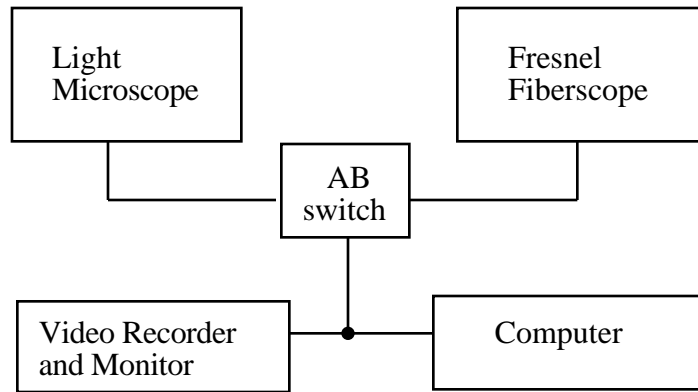 Light
Microscope
Fresnel
Fiberscope
AB
switch
Video Recorder
and Monitor
Computer